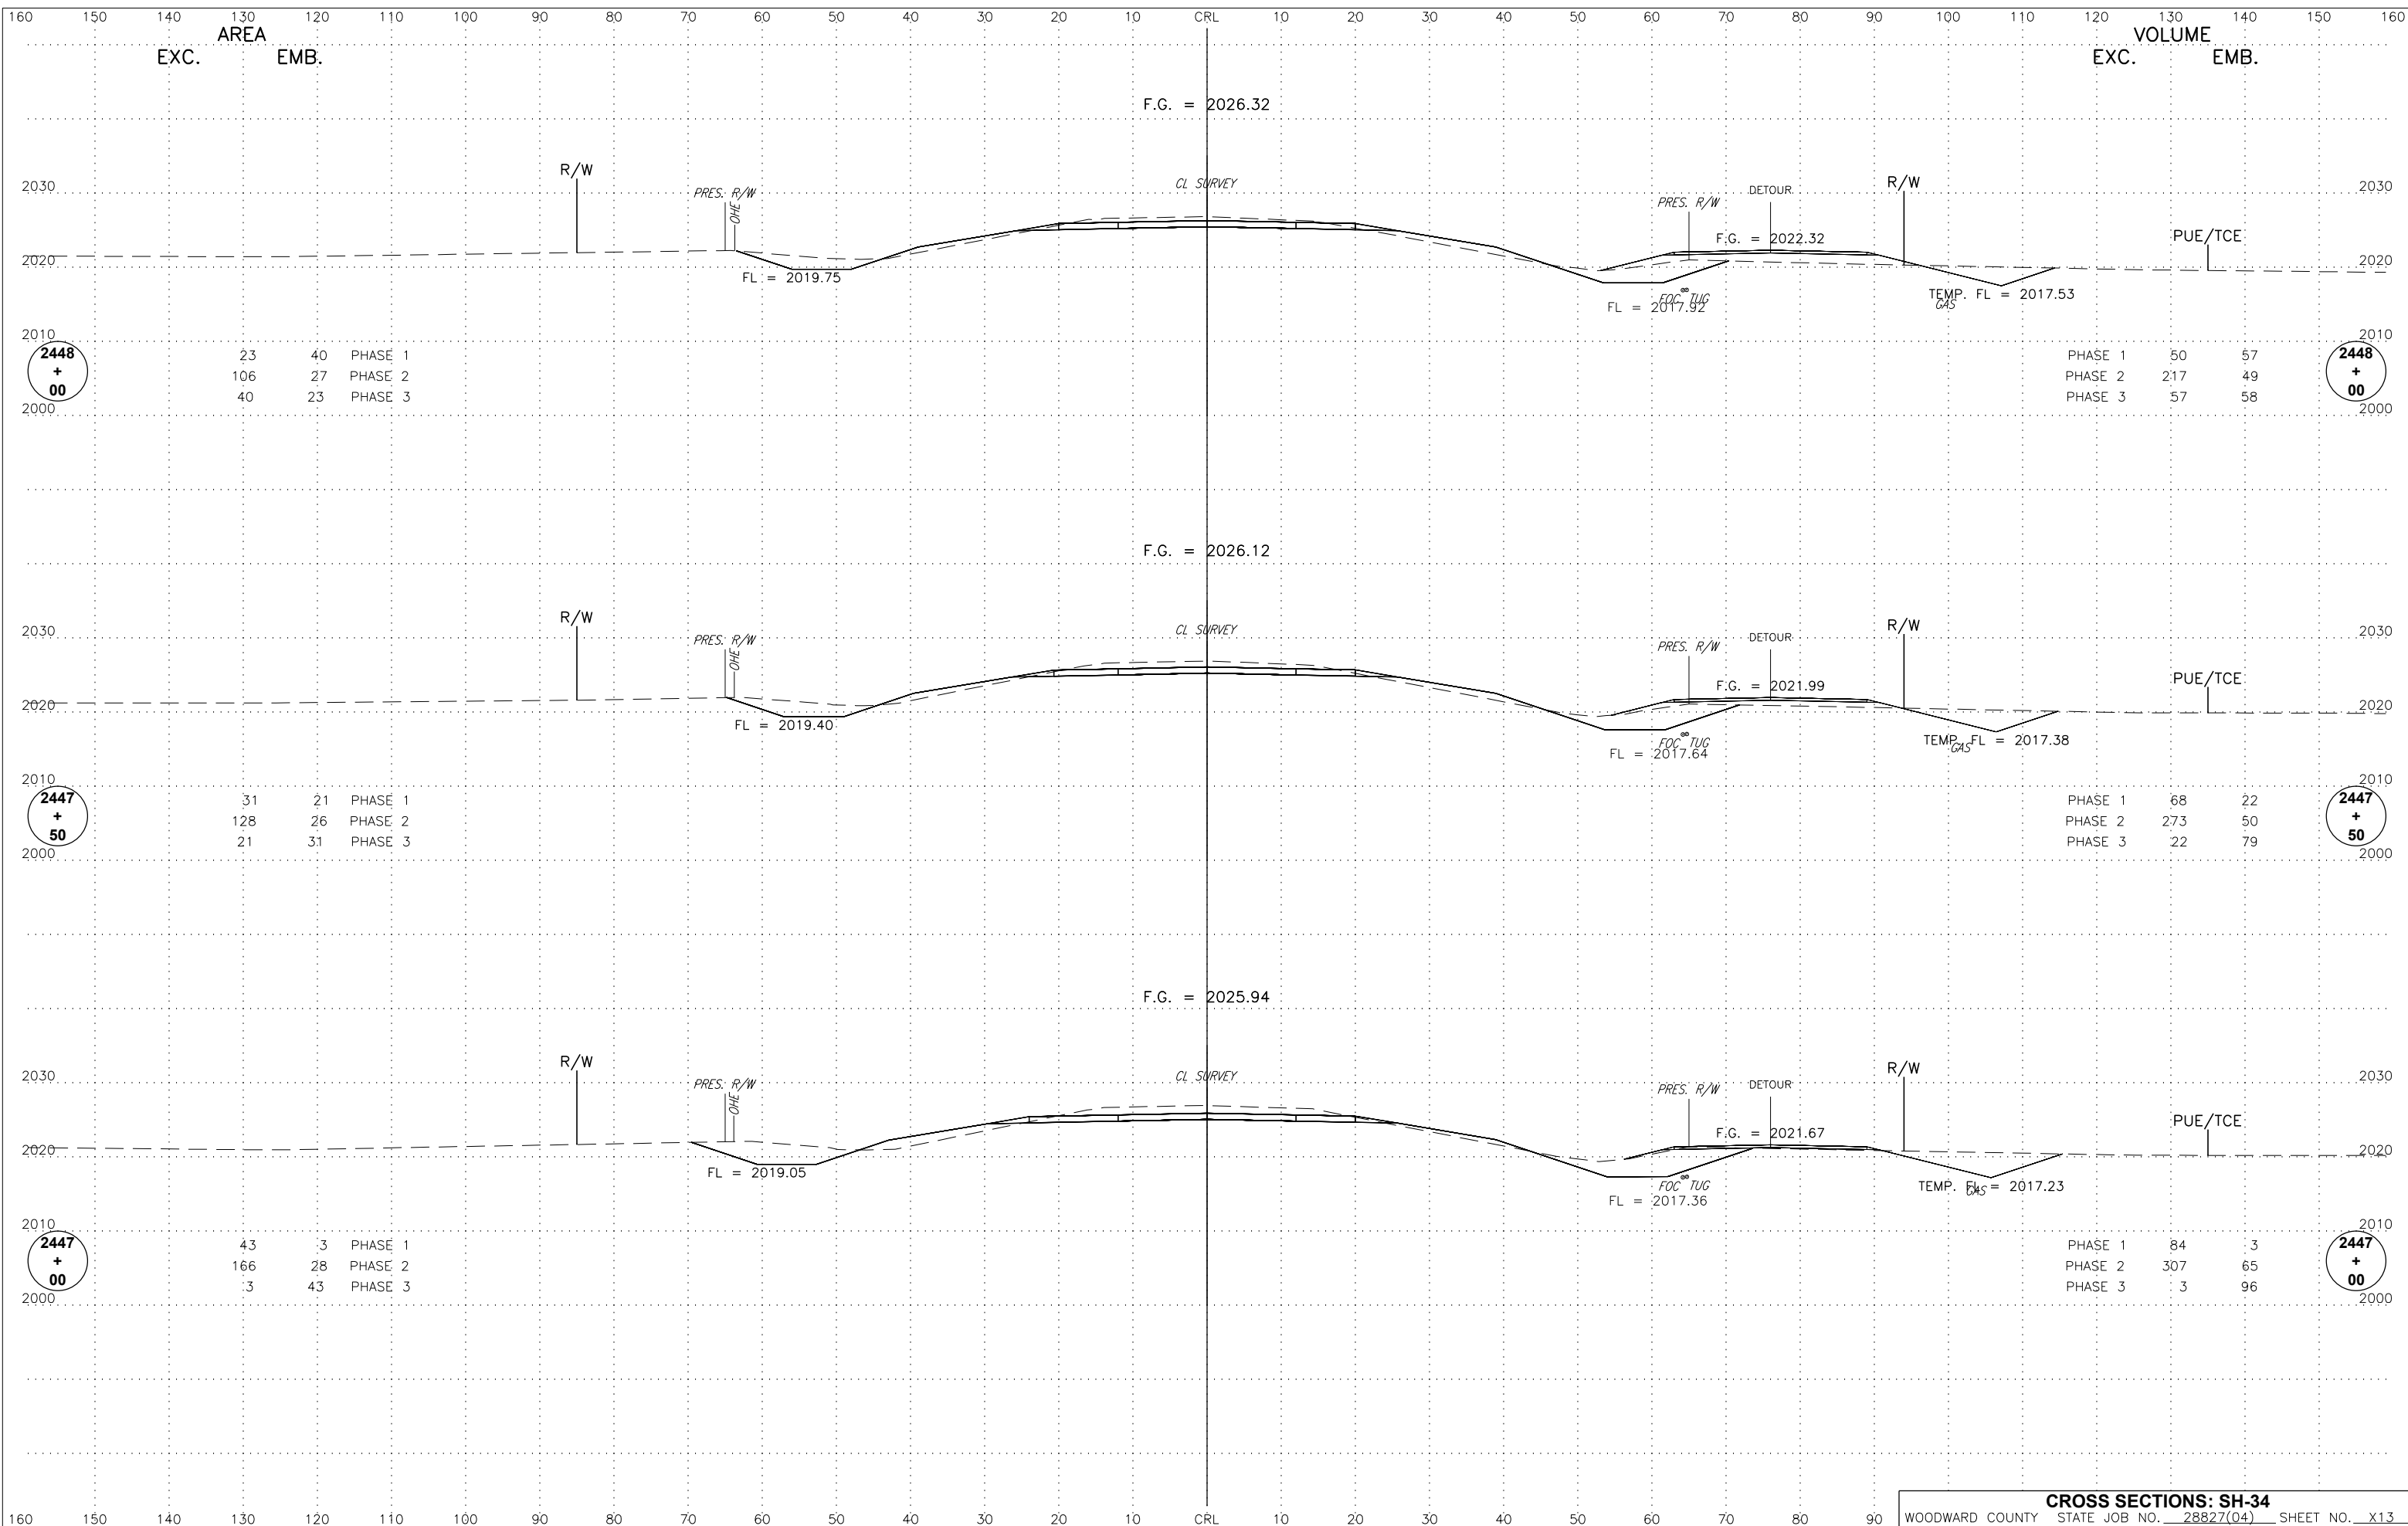 160 150 140 130 120 110 100 90 80 70 60 50 40 30 20 10 CRL 10 20 30 40 50 60 70 80 90 100 110 120 130 140 150 160
AREA VOLUME
EXC. EMB. EXC. EMB.
F.G. = 2026.32
R/W
2030 PRES. R/W OHE CL SURVEY PRES. R/W DETOUR R/W 2030
F.G. = 2022.32 PUE/TCE
2020 FL = 2019.75 2020
FOC TUG TEMP. FL = 2017.53
FL = 2017.92 GAS
2010 2010
2448 23 40 PHASE 1 PHASE 1 50 57 2448
+ 106 27 PHASE 2 PHASE 2 217 49 +
00 40 23 PHASE 3 PHASE 3 57 58 00
2000 2000
F.G. = 2026.12
R/W R/W
2030 PRES. R/W OHE CL SURVEY PRES. R/W DETOUR 2030
F.G. = 2021.99 PUE/TCE
2020 FL = 2019.40 2020
FOC TUG TEMP. FL = 2017.38
FL = 2017.64 GAS
2010 2010
2447 31 21 PHASE 1 PHASE 1 68 22 2447
+ 128 26 PHASE 2 PHASE 2 273 50 +
50 21 31 PHASE 3 PHASE 3 22 79 50
2000 2000
F.G. = 2025.94
R/W R/W
2030 PRES. R/W OHE CL SURVEY PRES. R/W DETOUR 2030
F.G. = 2021.67 PUE/TCE
2020 FL = 2019.05 2020
FOC TUG TEMP. FL = 2017.23
FL = 2017.36 GAS
2010 2010
2447 43 3 PHASE 1 PHASE 1 84 3 2447
+ 166 28 PHASE 2 PHASE 2 307 65 +
00 3 43 PHASE 3 PHASE 3 3 96 00
2000 2000
160 150 140 130 120 110 100 90 80 70 60 50 40 30 20 10 CRL 10 20 30 40 50 60 70 80 90
CROSS SECTIONS: SH-34
WOODWARD COUNTY STATE JOB NO. 28827(04) SHEET NO. X13